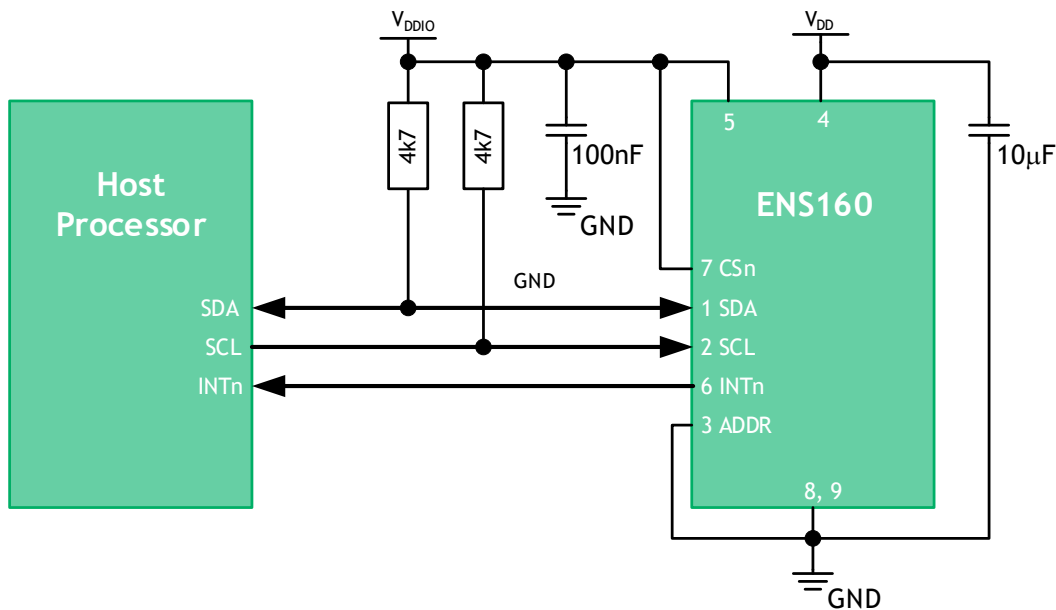 VDDIO
VDD
4k7
4k7
100nF
GND
5
4
10μF
Host
Processor
ENS160
7 CSn
GND
SDA
1 SDA
SCL
2 SCL
INTn
6 INTn
3 ADDR
8, 9
GND